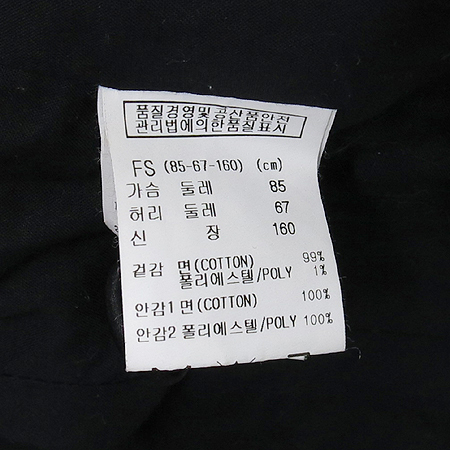 품질경영및공산품안전
관리법에의한품질표시
FS (85-67-160) (cm)
가슴 둘레 85
허리 둘레 67
신 장 160
겉감 면(COTTON) 99%
폴리에스텔/POLY 1%
안감1 면(COTTON) 100%
안감2 폴리에스텔/POLY 100%